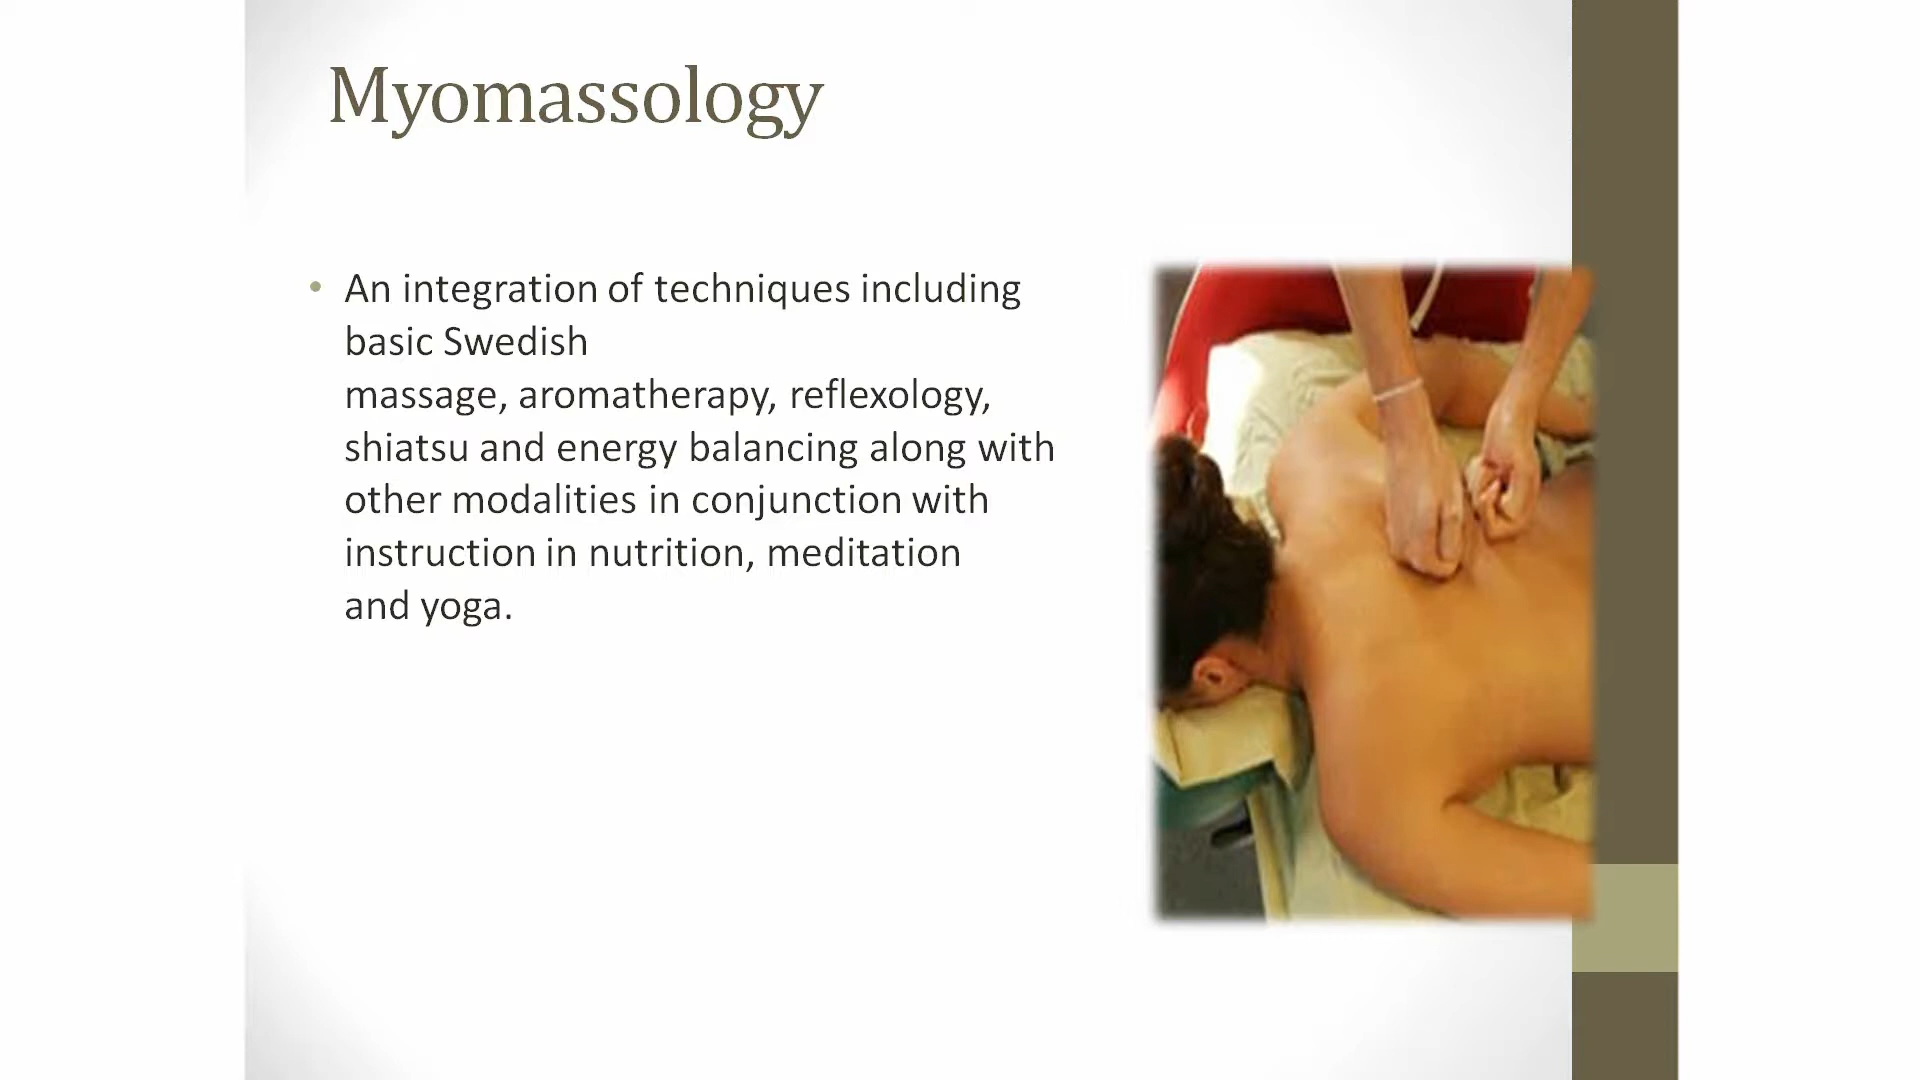 Myomassology
• An integration of techniques including
basic Swedish
massage, aromatherapy, reflexology,
shiatsu and energy balancing along with
other modalities in conjunction with
instruction in nutrition, meditation
and yoga.